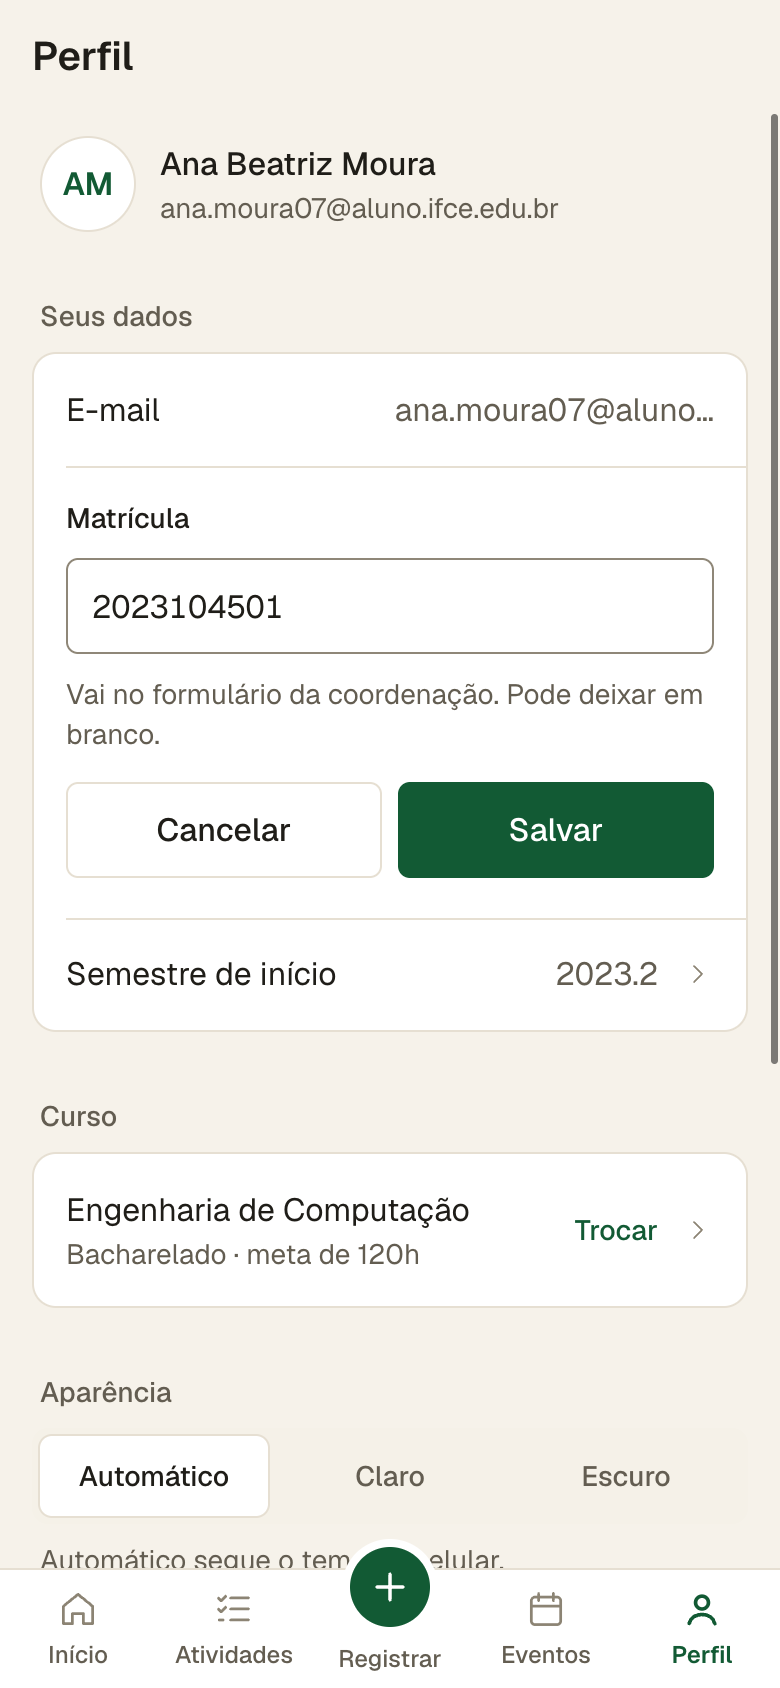 Perfil
AM
Ana Beatriz Moura
ana.moura07@aluno.ifce.edu.br
Seus dados
E-mail
ana.moura07@aluno...
Matrícula
2023104501
Vai no formulário da coordenação. Pode deixar em
branco.
Cancelar
Salvar
Semestre de início
2023.2
Curso
Engenharia de Computação
Bacharelado · meta de 120h
Trocar
Aparência
Automático
Claro
Escuro
Automático segue o tem elular.
Início
Atividades
Registrar
Eventos
Perfil